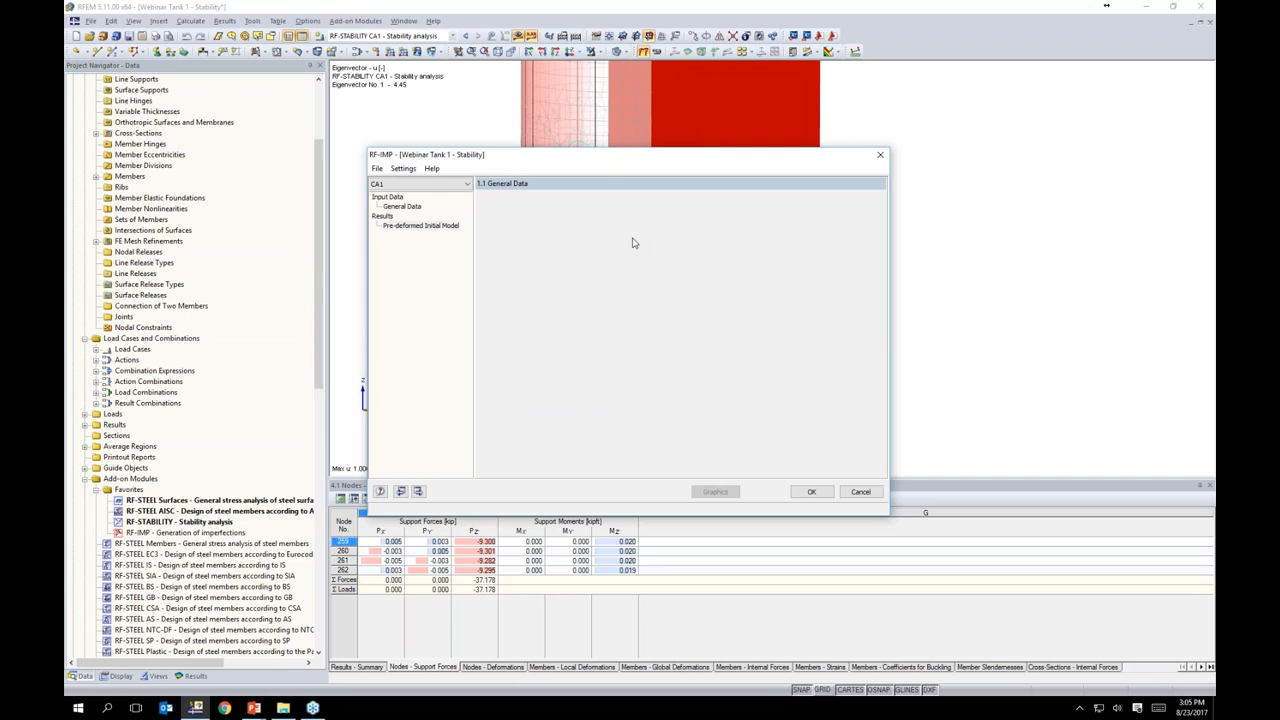 RFEM 5.11.00 x64 - [Webinar Tank 1 - Stability*]
File Edit View Insert Calculate Results Tools Table Options Add-on Modules Window Help
RF-STABILITY CA1 - Stability analysis
Project Navigator - Data
Line Supports
Surface Supports
Line Hinges
Variable Thicknesses
Orthotropic Surfaces and Membranes
Cross-Sections
Member Hinges
Member Eccentricities
Member Divisions
Members
Ribs
Member Elastic Foundations
Member Nonlinearities
Sets of Members
Intersections of Surfaces
FE Mesh Refinements
Nodal Releases
Line Release Types
Line Releases
Surface Release Types
Surface Releases
Connection of Two Members
Joints
Nodal Constraints
Load Cases and Combinations
Load Cases
Actions
Combination Expressions
Action Combinations
Load Combinations
Result Combinations
Loads
Results
Sections
Average Regions
Printout Reports
Guide Objects
Add-on Modules
Favorites
RF-STEEL Surfaces - General stress analysis of steel surfa
RF-STEEL AISC - Design of steel members according to A
RF-STABILITY - Stability analysis
RF-IMP - Generation of imperfections
RF-STEEL Members - General stress analysis of steel members
RF-STEEL EC3 - Design of steel members according to Eurocod
RF-STEEL IS - Design of steel members according to IS
RF-STEEL SIA - Design of steel members according to SIA
RF-STEEL BS - Design of steel members according to BS
RF-STEEL GB - Design of steel members according to GB
RF-STEEL CSA - Design of steel members according to CSA
RF-STEEL AS - Design of steel members according to AS
RF-STEEL NTC-DF - Design of steel members according to NTC
RF-STEEL SP - Design of steel members according to SP
RF-STEEL Plastic - Design of steel members according to the Pa
Data Display Views Results
Eigenvector - u [-]
RF-STABILITY CA1 - Stability analysis
Eigenvector No. 1 - 4.45
Z
Max u: 1.00
RF-IMP - [Webinar Tank 1 - Stability]
File Settings Help
CA1
1.1 General Data
Input Data
General Data
Results
Pre-deformed Initial Model
Graphics OK Cancel
4.1 Nodes -
G
Node Support Forces [kip] Support Moments [kipft]
No. PX PY PZ MX MY MZ
259 0.005 0.003 -9.300 0.000 0.000 0.020
260 -0.003 0.005 -9.301 0.000 0.000 0.020
261 -0.005 -0.003 -9.282 0.000 0.000 0.020
262 0.003 -0.005 -9.295 0.000 0.000 0.019
Σ Forces 0.000 0.000 -37.178
Σ Loads 0.000 0.000 -37.178
Results - Summary Nodes - Support Forces Nodes - Deformations Members - Local Deformations Members - Global Deformations Members - Internal Forces Members - Strains Members - Coefficients for Buckling Member Slendernesses Cross-Sections - Internal Forces
SNAP GRID CARTES OSNAP GLINES DXF
3:05 PM
8/23/2017